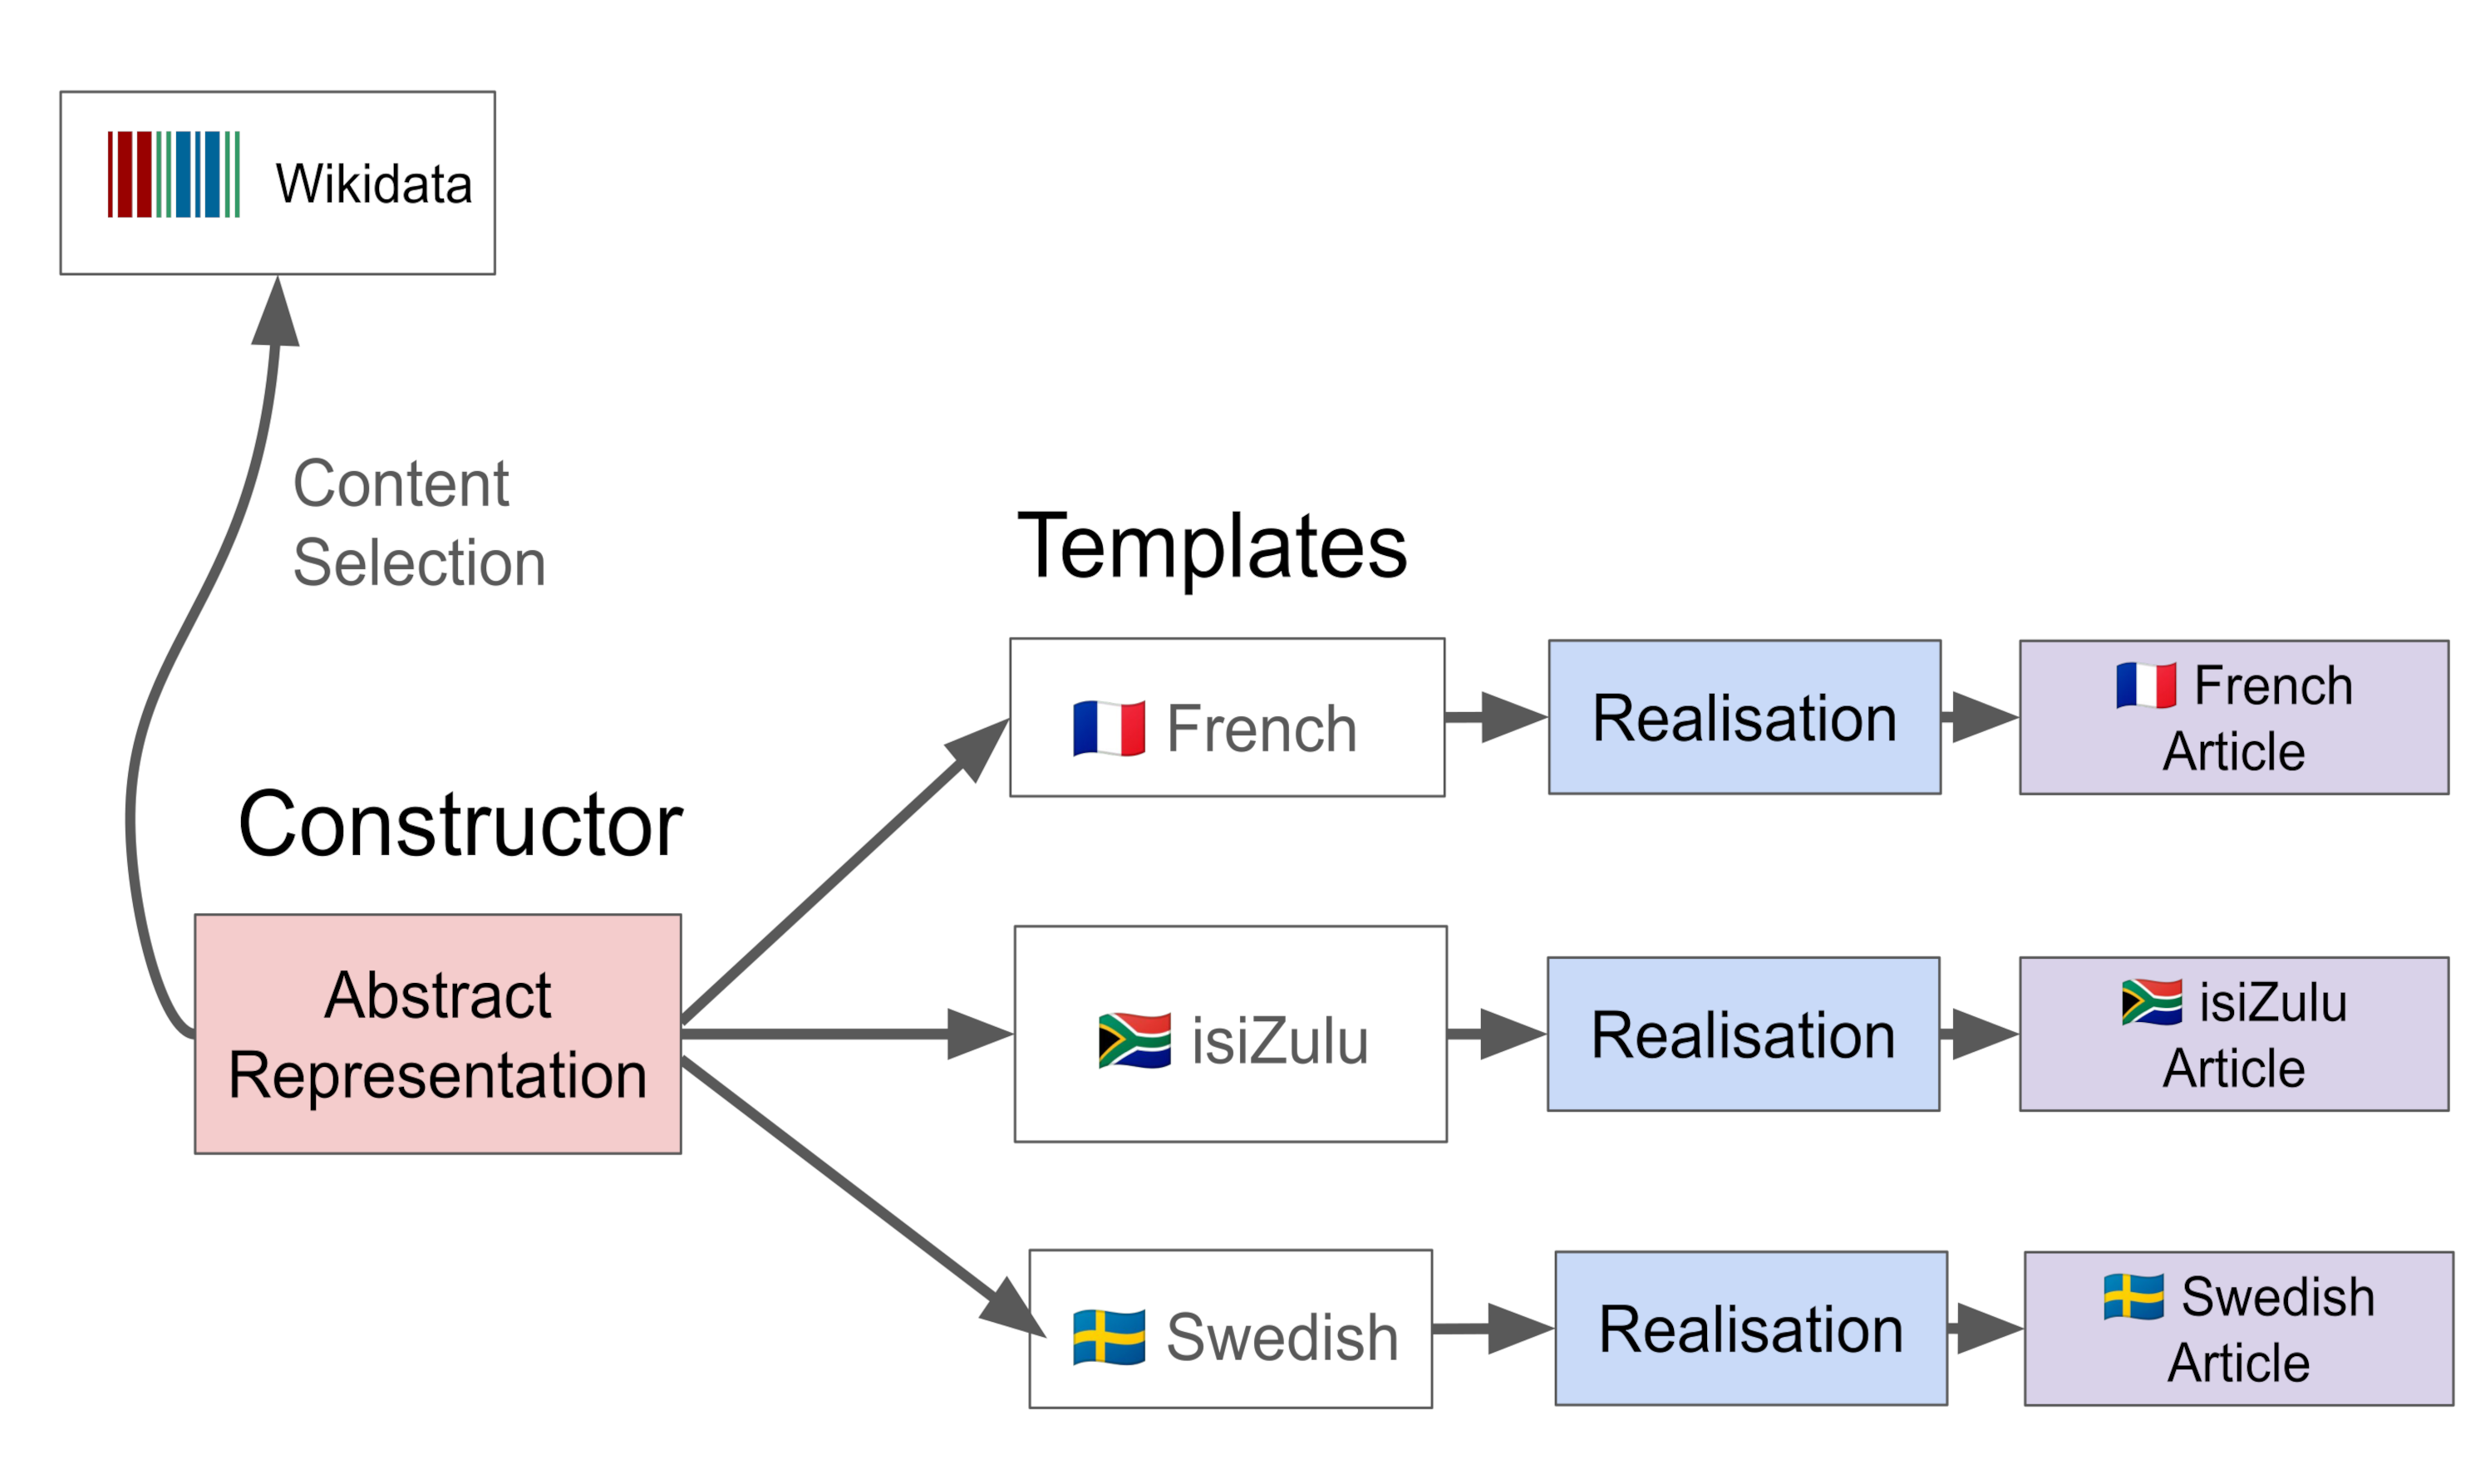 Wikidata
Content
Selection
Templates
Constructor
Abstract
Representation
French
Realisation
French
Article
isiZulu
Realisation
isiZulu
Article
Swedish
Realisation
Swedish
Article